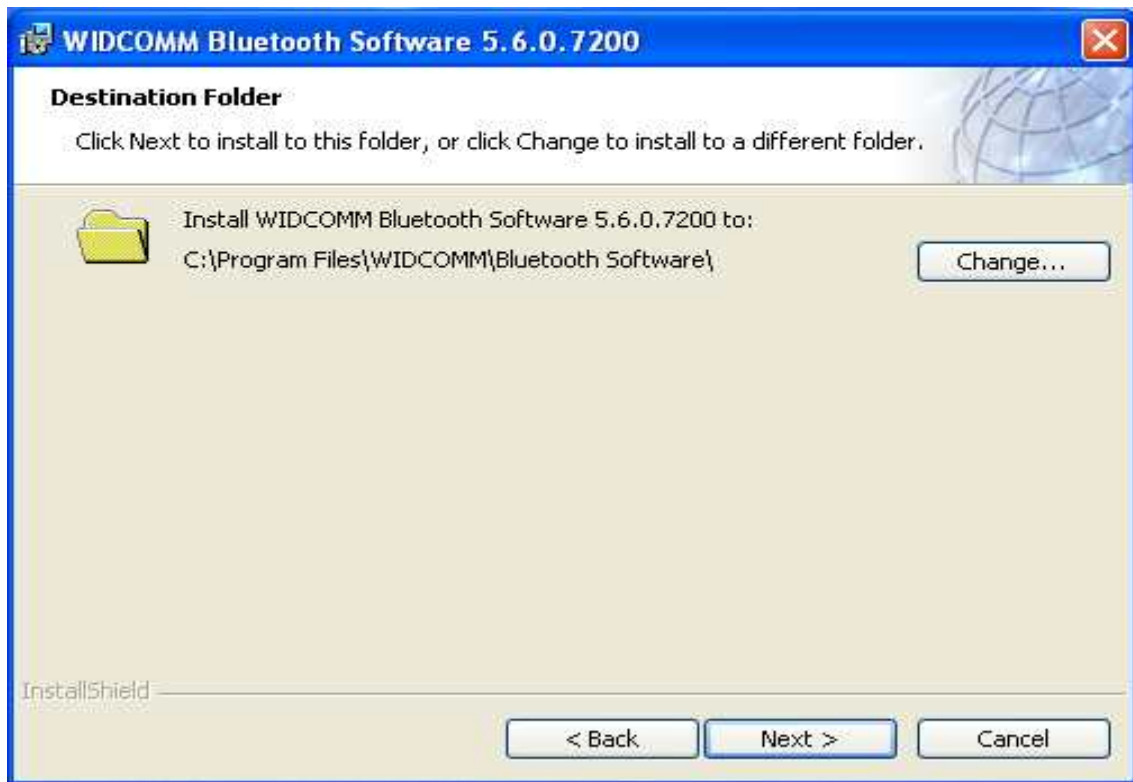 WIDCOMM Bluetooth Software 5.6.0.7200
Destination Folder
Click Next to install to this folder, or click Change to install to a different folder.
Install WIDCOMM Bluetooth Software 5.6.0.7200 to:
C:\Program Files\WIDCOMM\Bluetooth Software\
Change...
InstallShield
< Back Next > Cancel